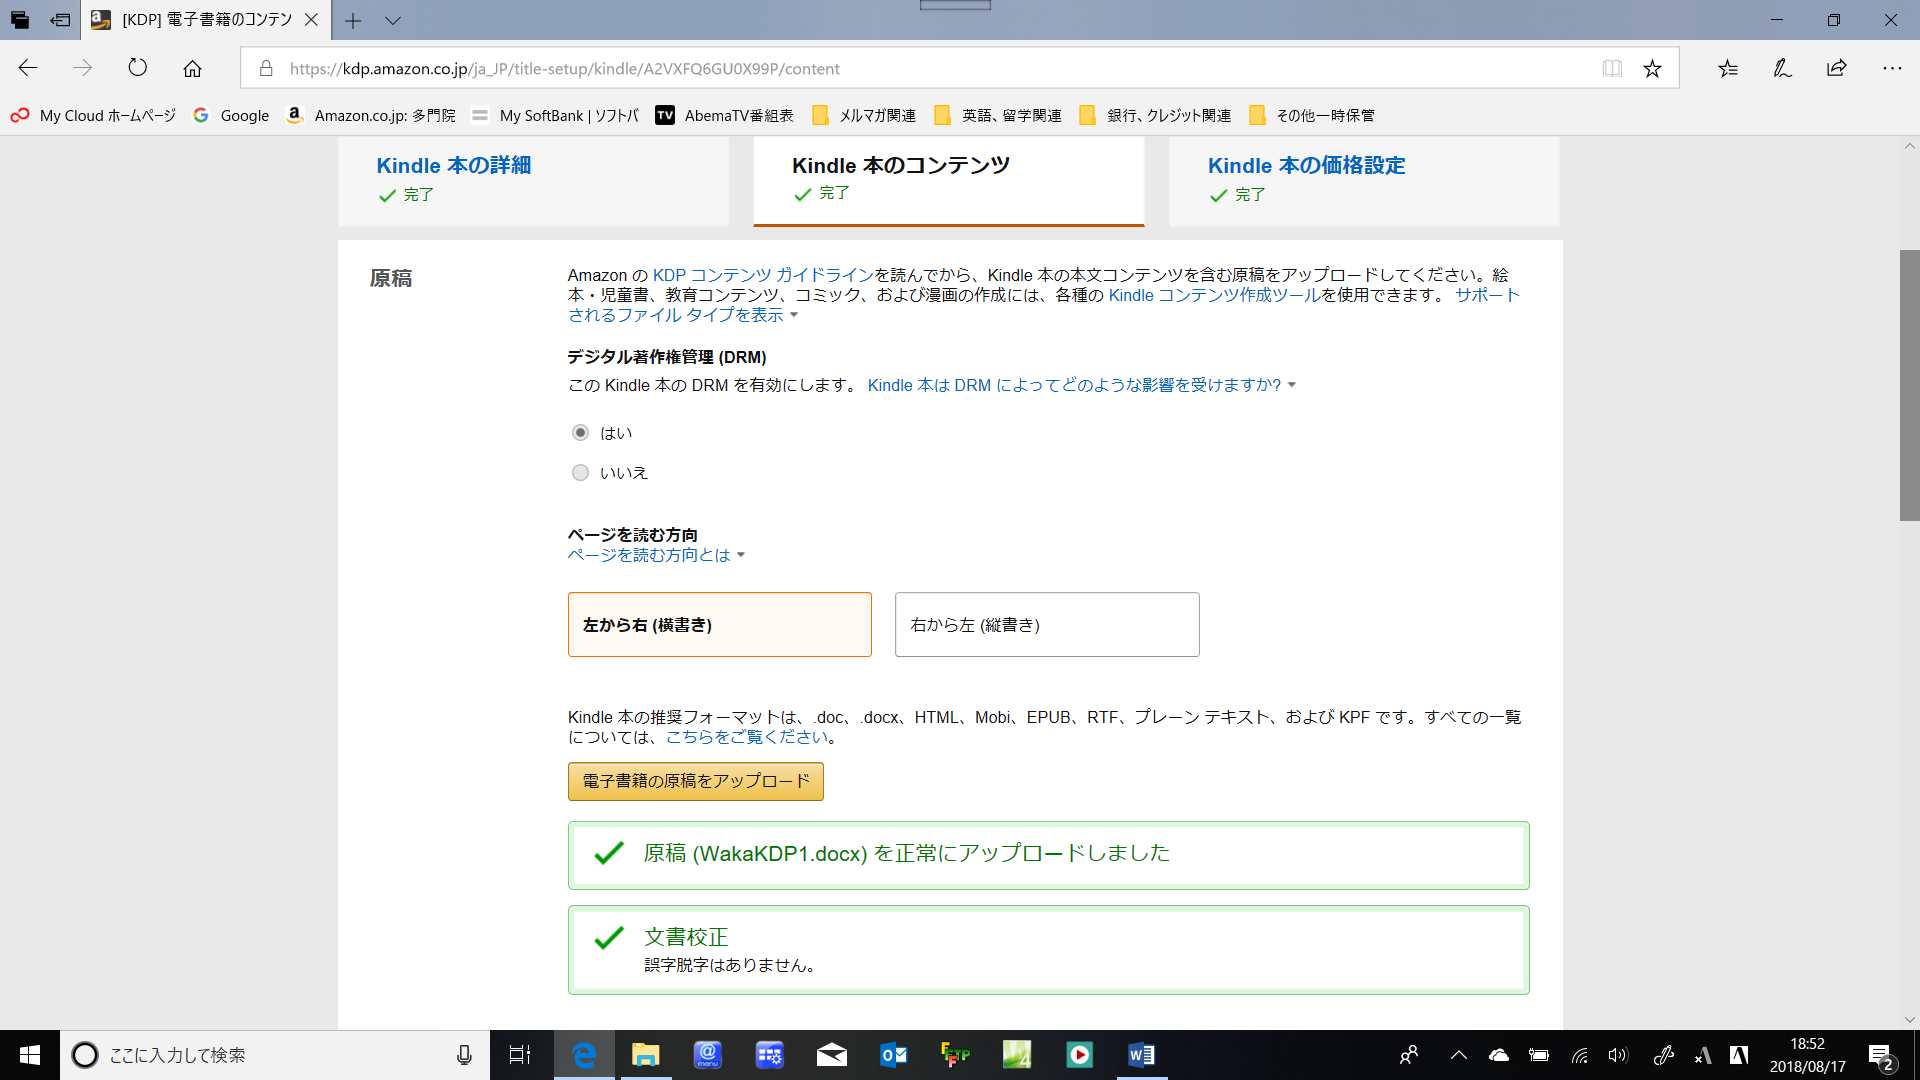 [KDP] 電子書籍のコンテン
https://kdp.amazon.co.jp/ja_JP/title-setup/kindle/A2VXFQ6GU0X99P/content
My Cloud ホームページ
Google
Amazon.co.jp: 多門院
My SoftBank | ソフトバ
TV
AbemaTV番組表
メルマガ関連
英語、留学関連
銀行、クレジット関連
その他一時保管
Kindle 本の詳細
完了
Kindle 本のコンテンツ
完了
Kindle 本の価格設定
完了
原稿
Amazon の KDP コンテンツ ガイドラインを読んでから、Kindle 本の本文コンテンツを含む原稿をアップロードしてください。絵
本・児童書、教育コンテンツ、コミック、および漫画の作成には、各種の Kindle コンテンツ作成ツールを使用できます。 サポート
されるファイル タイプを表示
デジタル著作権管理 (DRM)
この Kindle 本の DRM を有効にします。 Kindle 本は DRM によってどのような影響を受けますか?
はい
いいえ
ページを読む方向
ページを読む方向とは
左から右 (横書き)
右から左 (縦書き)
Kindle 本の推奨フォーマットは、.doc、.docx、HTML、Mobi、EPUB、RTF、プレーン テキスト、および KPF です。すべての一覧
については、こちらをご覧ください。
電子書籍の原稿をアップロード
原稿 (WakaKDP1.docx) を正常にアップロードしました
文書校正
誤字脱字はありません。
ここに入力して検索
@ menu
FFTP
18:52
2018/08/17
2